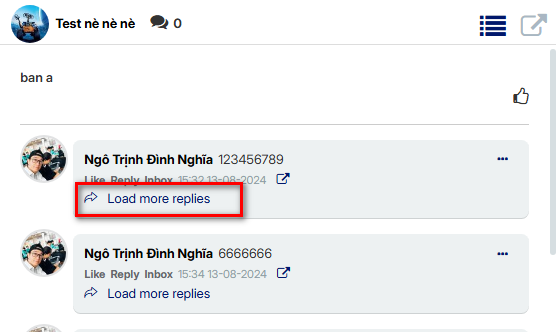 Test nè nè nè 0
ban a
Ngô Trịnh Đình Nghĩa 123456789
Like Reply Inbox 15:32 13-08-2024
Load more replies
Ngô Trịnh Đình Nghĩa 6666666
Like Reply Inbox 15:34 13-08-2024
Load more replies